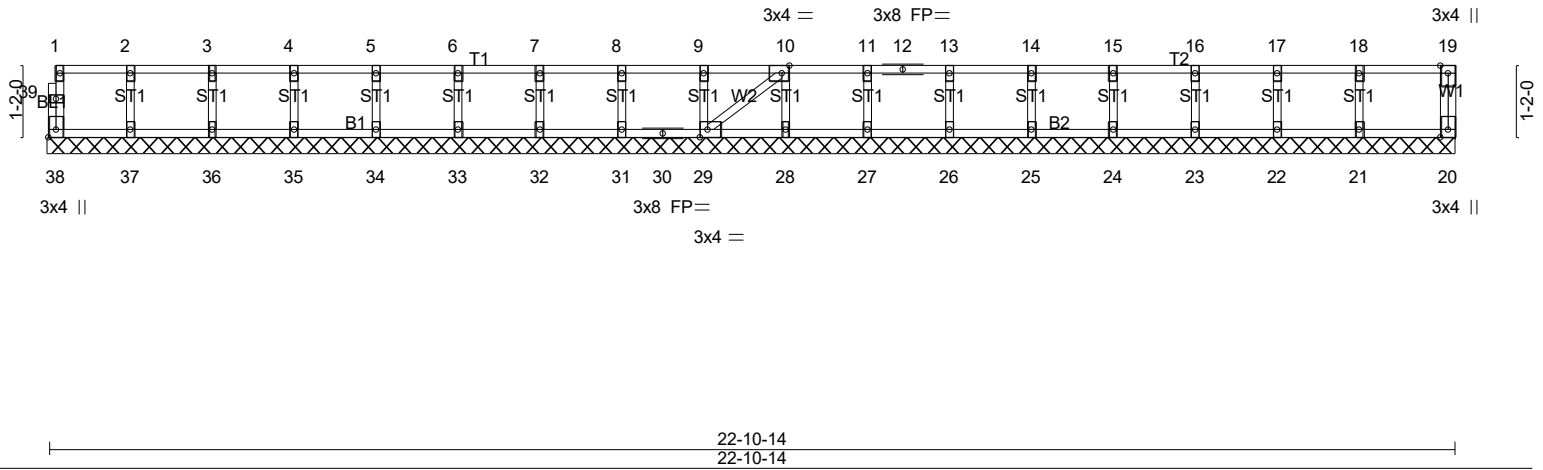 3x4 = 3x8 FP= 3x4 ||
1 2 3 4 5 6 7 8 9 10 11 12 13 14 15 16 17 18 19
T1 T2
39 1-2-0 BL1 ST1 ST1 ST1 ST1 ST1 ST1 ST1 ST1 W2 ST1 ST1 ST1 ST1 ST1 ST1 ST1 ST1 W1 1-2-0
B1 B2
38 37 36 35 34 33 32 31 30 29 28 27 26 25 24 23 22 21 20
3x4 || 3x8 FP= 3x4 ||
3x4 =
22-10-14
22-10-14